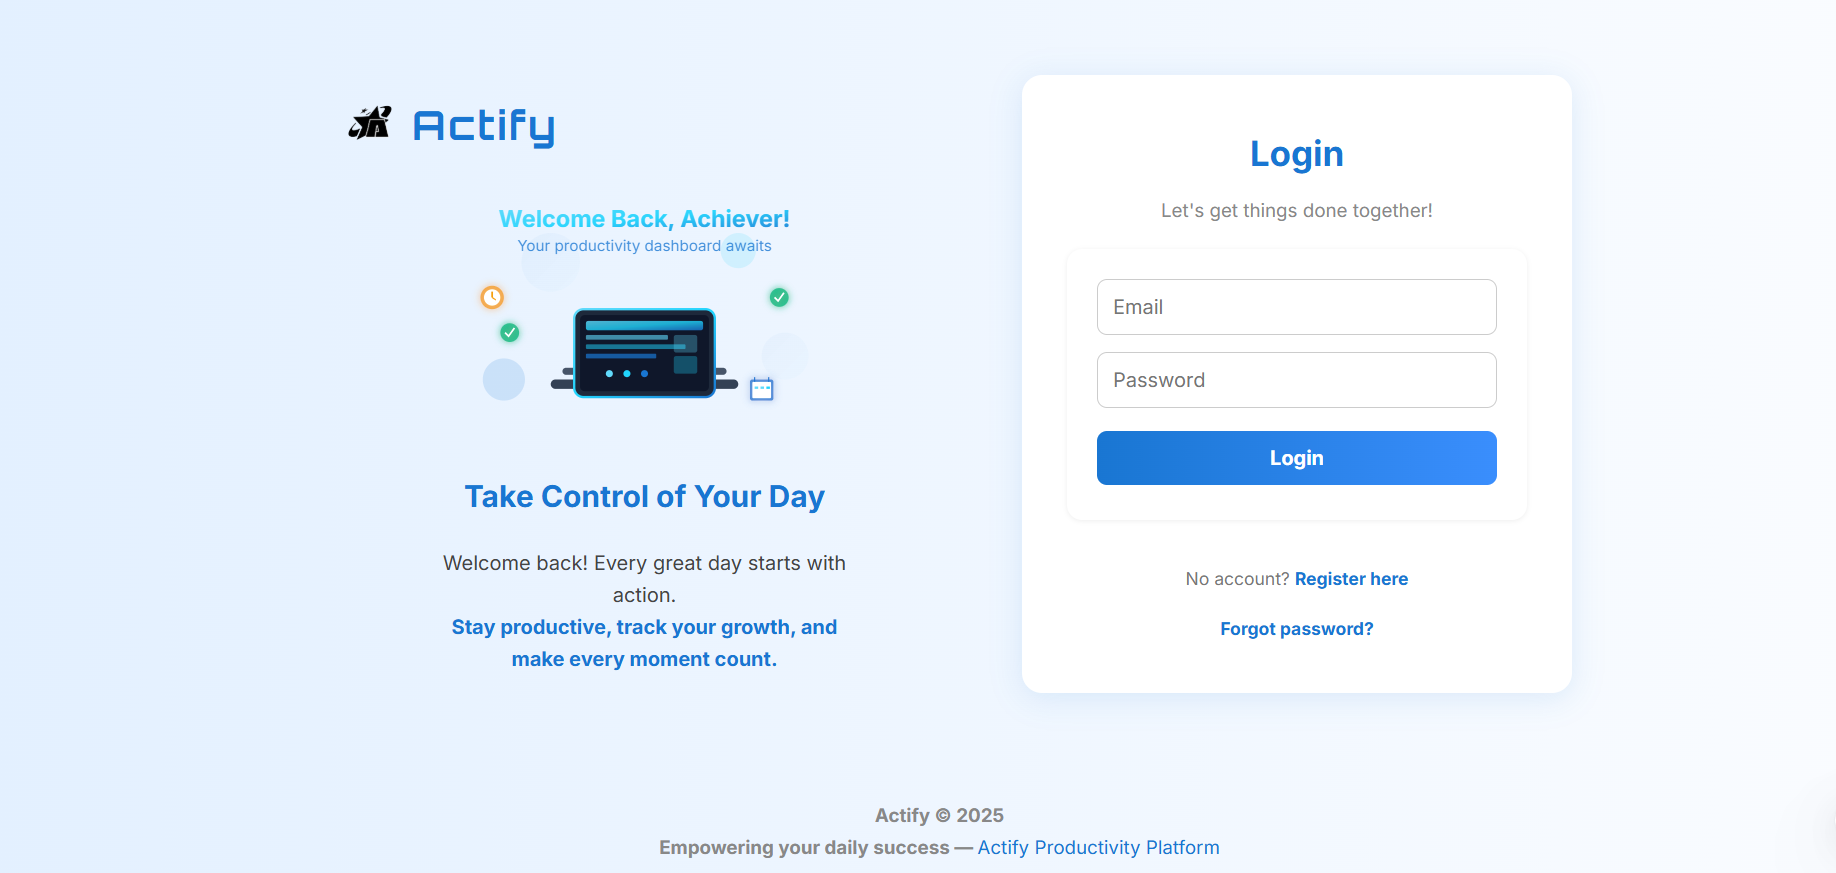 Actify
Welcome Back, Achiever!
Your productivity dashboard awaits
Take Control of Your Day
Welcome back! Every great day starts with
action.
Stay productive, track your growth, and
make every moment count.
Login
Let's get things done together!
Email
Password
Login
No account? Register here
Forgot password?
Actify © 2025
Empowering your daily success — Actify Productivity Platform